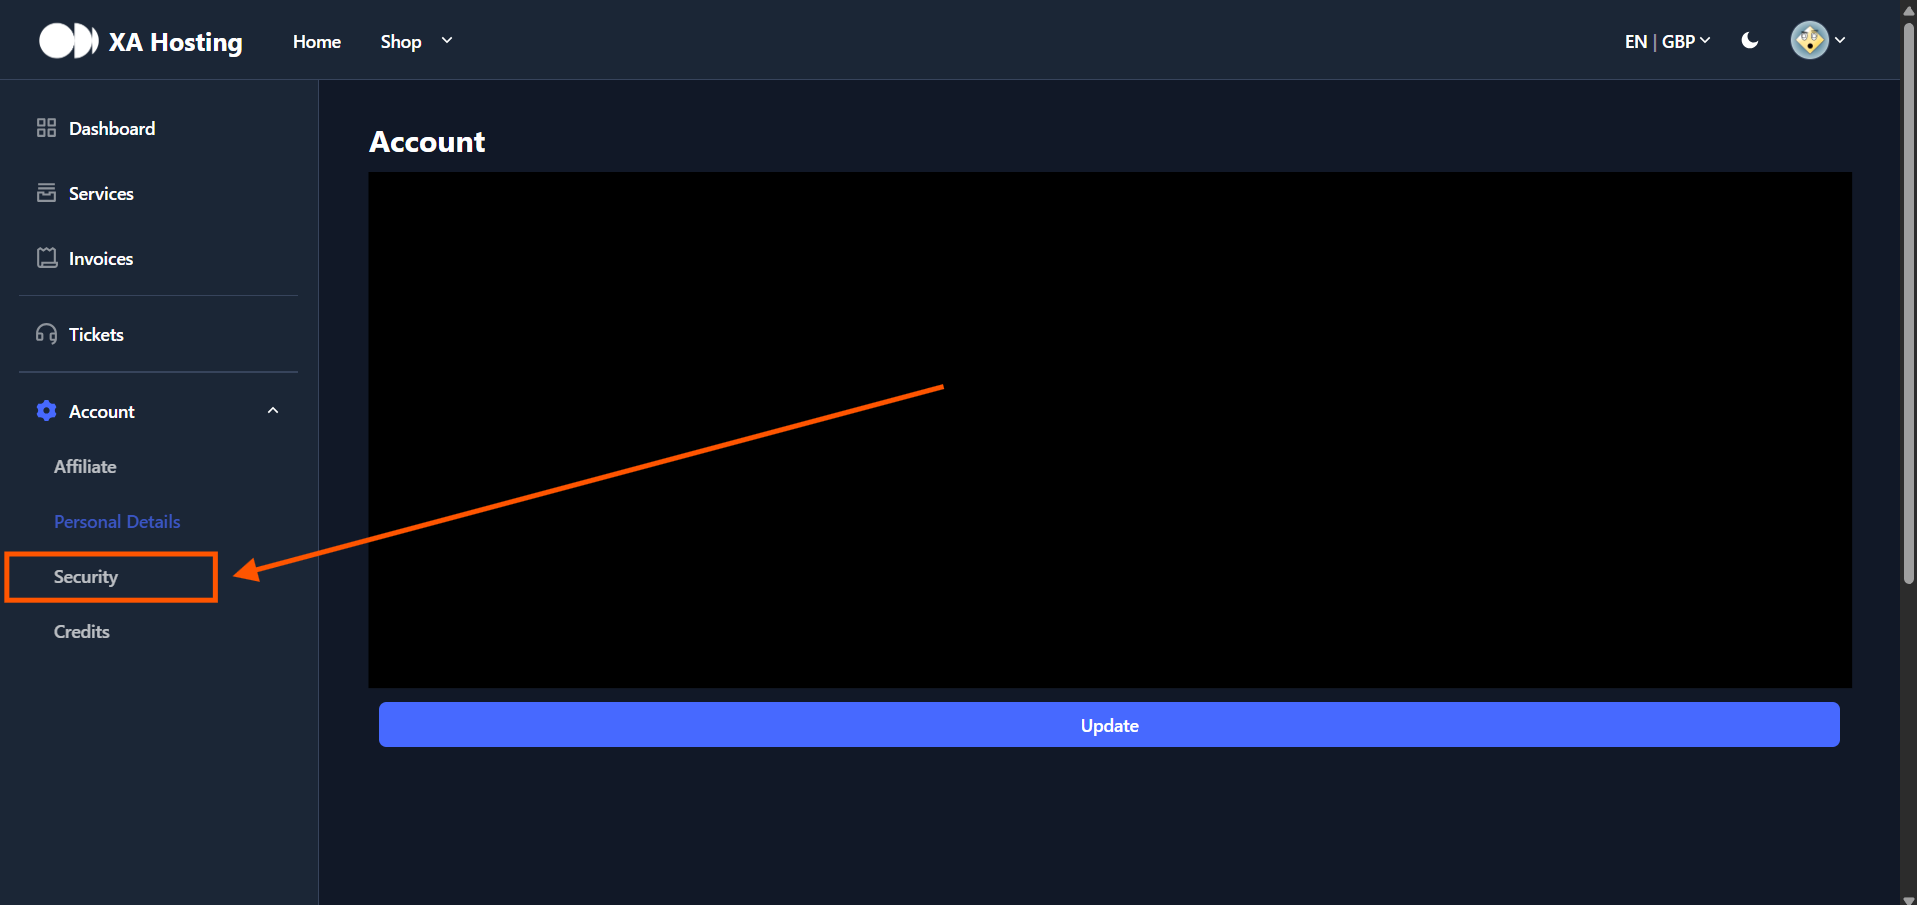 XA Hosting
Home
Shop
EN | GBP
Dashboard
Services
Invoices
Tickets
Account
Affiliate
Personal Details
Security
Credits
Account
Update